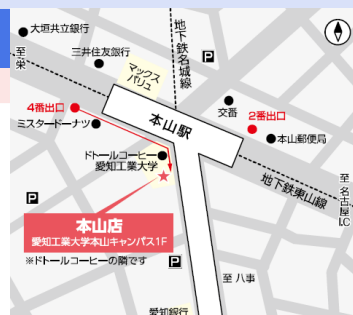 大垣共立銀行
至栄
三井住友銀行
地下鉄名城線
P
マックス
バリュ
4番出口
ミスタードーナツ
本山駅
交番
2番出口
本山郵便局
ドトールコーヒー
愛知工業大学
地下鉄東山線
至名古屋IC
P
本山店
愛知工業大学本山キャンパス1F
※ドトールコーヒーの隣です
P
至 八事
愛知銀行